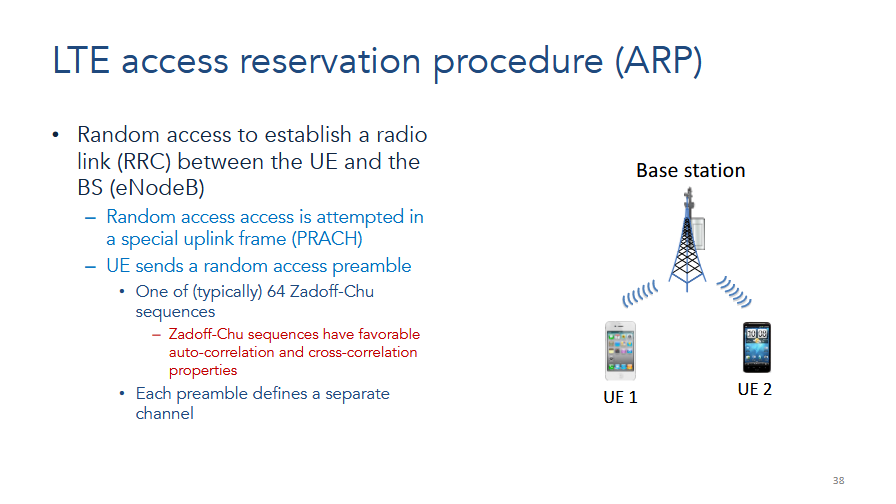 LTE access reservation procedure (ARP)
• Random access to establish a radio
link (RRC) between the UE and the
BS (eNodeB)
– Random access access is attempted in
a special uplink frame (PRACH)
– UE sends a random access preamble
• One of (typically) 64 Zadoff-Chu
sequences
– Zadoff-Chu sequences have favorable
auto-correlation and cross-correlation
properties
• Each preamble defines a separate
channel
Base station
UE 1
UE 2
38